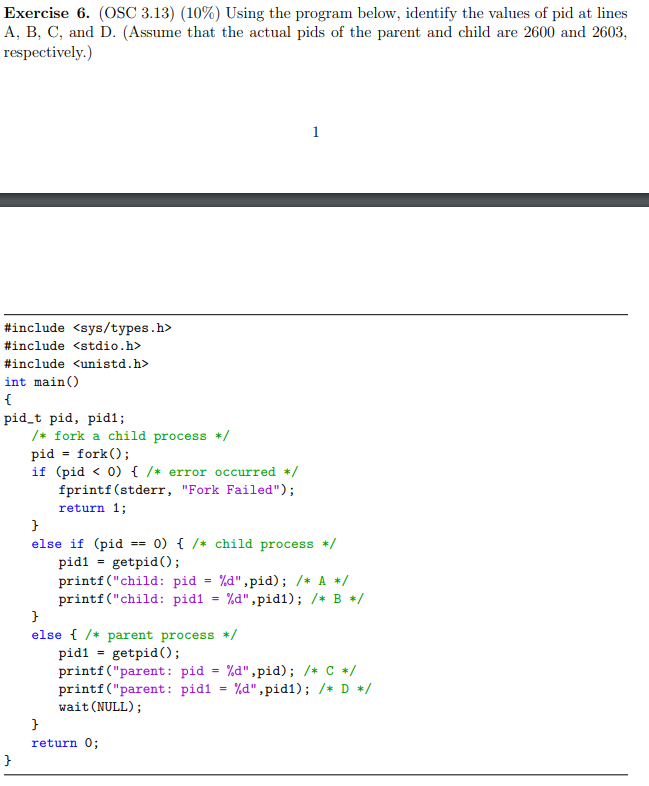 Exercise 6. (OSC 3.13) (10%) Using the program below, identify the values of pid at lines
A, B, C, and D. (Assume that the actual pids of the parent and child are 2600 and 2603,
respectively.)
1
#include <sys/types.h>
#include <stdio.h>
#include <unistd.h>
int main()
{
pid_t pid, pid1;
/* fork a child process */
pid = fork();
if (pid < 0) { /* error occurred */
fprintf(stderr, "Fork Failed");
return 1;
}
else if (pid == 0) { /* child process */
pid1 = getpid();
printf("child: pid = %d",pid); /* A */
printf("child: pid1 = %d",pid1); /* B */
}
else { /* parent process */
pid1 = getpid();
printf("parent: pid = %d",pid); /* C */
printf("parent: pid1 = %d",pid1); /* D */
wait(NULL);
}
return 0;
}